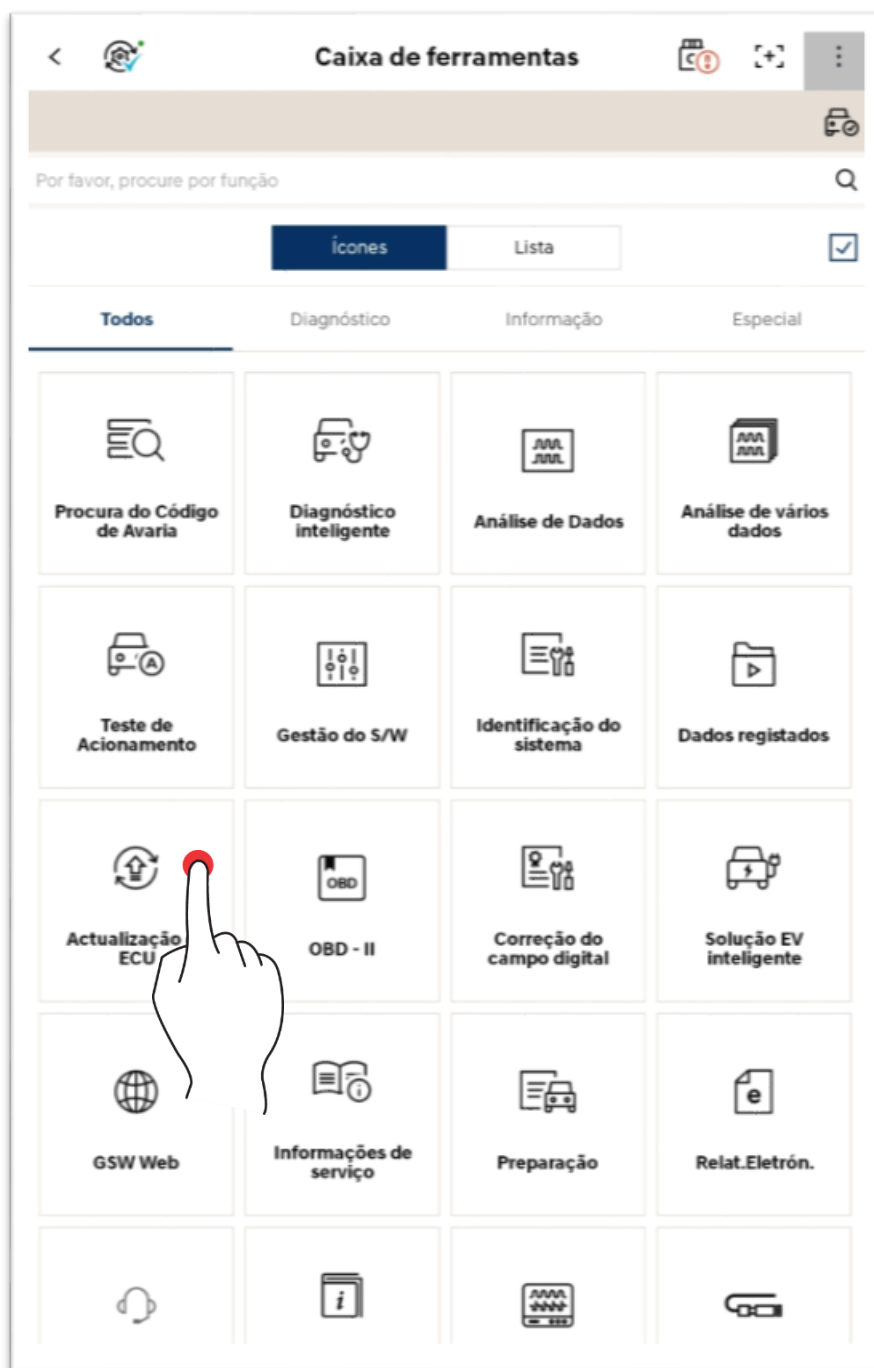 Caixa de ferramentas
Por favor, procure por função
Ícones
Lista
Todos
Diagnóstico
Informação
Especial
Procura do Código
de Avaria
Diagnóstico
inteligente
Análise de Dados
Análise de vários
dados
Teste de
Acionamento
Gestão do S/W
Identificação do
sistema
Dados registados
Actualização
ECU
OBD
OBD - II
Correção do
campo digital
Solução EV
inteligente
GSW Web
Informações de
serviço
Preparação
e
Relat.Eletrón.
i